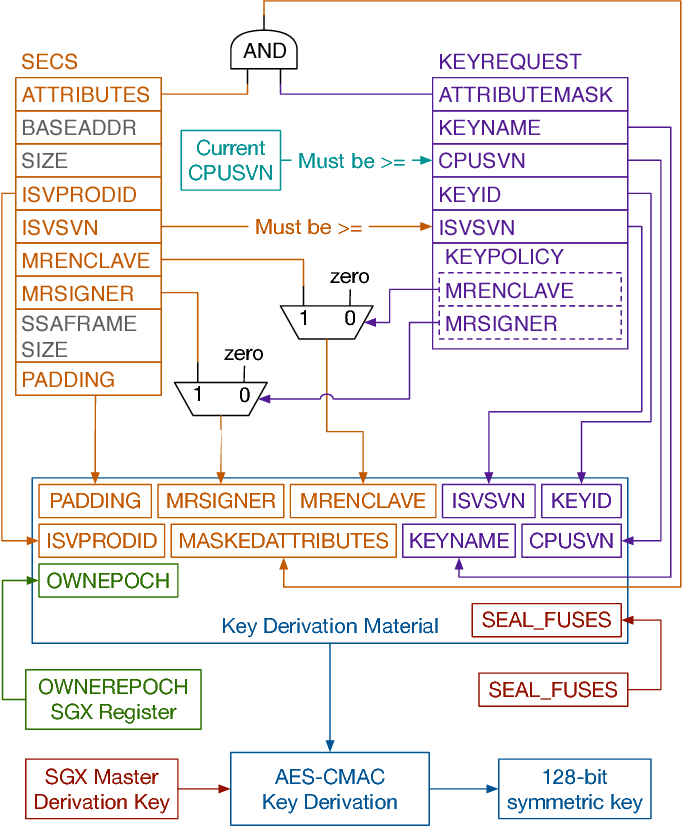 AND
SECS
KEYREQUEST
ATTRIBUTES
ATTRIBUTEMASK
BASEADDR
KEYNAME
SIZE
Current
CPUSVN
Must be >=
CPUSVN
ISVPRODID
KEYID
ISVSVN
Must be >=
ISVSVN
MRENCLAVE
KEYPOLICY
zero
MRSIGNER
MRENCLAVE
1 0
SSAFRAME
SIZE
MRSIGNER
zero
PADDING
1 0
PADDING
MRSIGNER
MRENCLAVE
ISVSVN
KEYID
ISVPRODID
MASKEDATTRIBUTES
KEYNAME
CPUSVN
OWNEPOCH
Key Derivation Material
SEAL_FUSES
OWNEREPOCH
SGX Register
SEAL_FUSES
SGX Master
Derivation Key
AES-CMAC
Key Derivation
128-bit
symmetric key